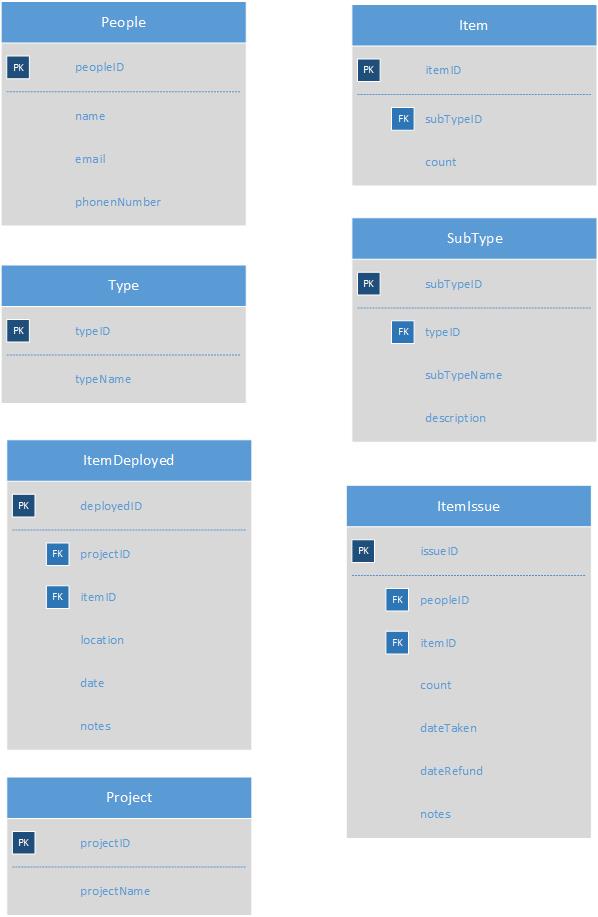 People
PK peopleID
name
email
phonenNumber
Type
PK typeID
typeName
ItemDeployed
PK deployedID
FK projectID
FK itemID
location
date
notes
Project
PK projectID
projectName
Item
PK itemID
FK subTypeID
count
SubType
PK subTypeID
FK typeID
subTypeName
description
ItemIssue
PK issueID
FK peopleID
FK itemID
count
dateTaken
dateRefund
notes